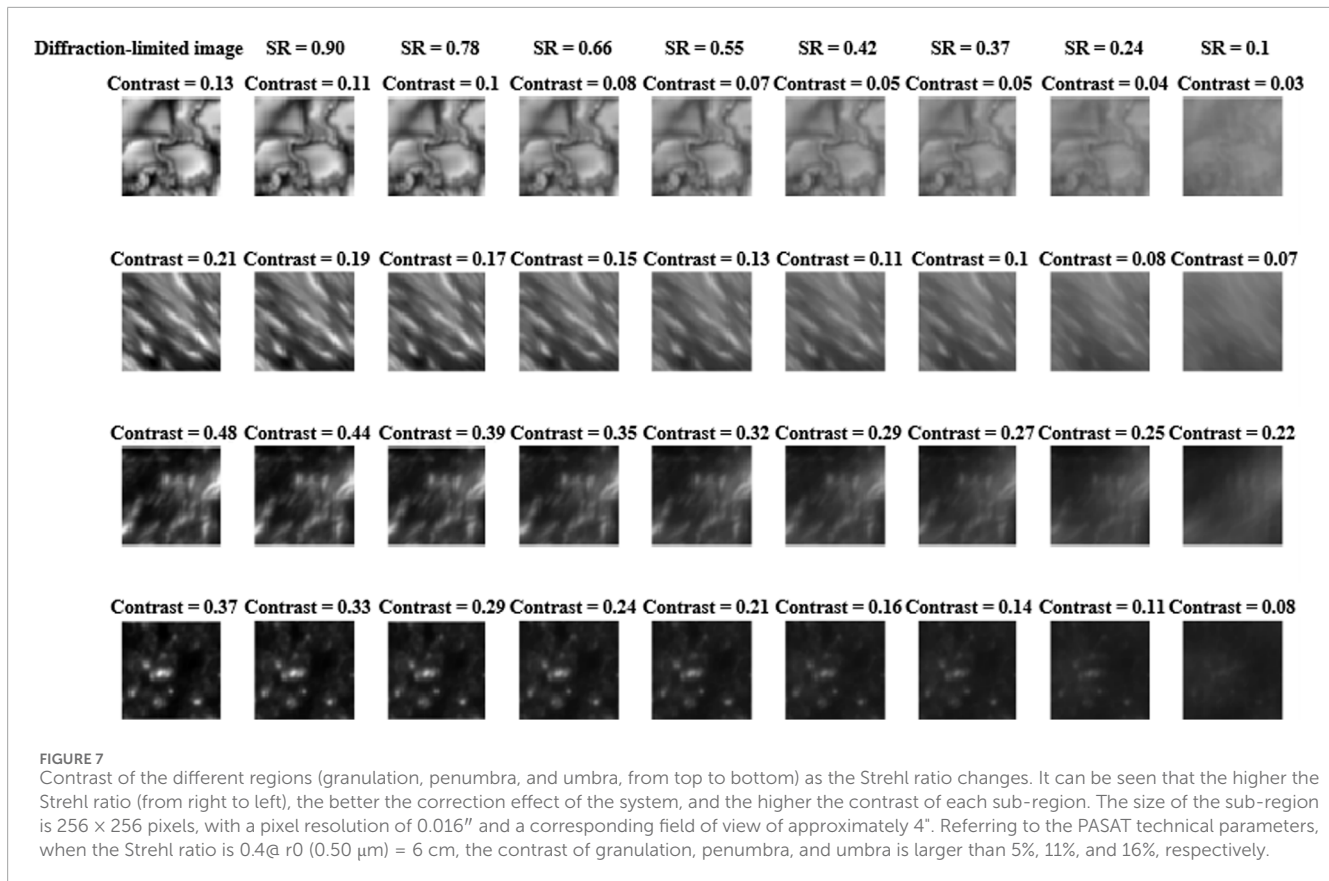 Diffraction-limited image SR = 0.90 SR = 0.78 SR = 0.66 SR = 0.55 SR = 0.42 SR = 0.37 SR = 0.24 SR = 0.1
Contrast = 0.13 Contrast = 0.11 Contrast = 0.1 Contrast = 0.08 Contrast = 0.07 Contrast = 0.05 Contrast = 0.05 Contrast = 0.04 Contrast = 0.03
Contrast = 0.21 Contrast = 0.19 Contrast = 0.17 Contrast = 0.15 Contrast = 0.13 Contrast = 0.11 Contrast = 0.1 Contrast = 0.08 Contrast = 0.07
Contrast = 0.48 Contrast = 0.44 Contrast = 0.39 Contrast = 0.35 Contrast = 0.32 Contrast = 0.29 Contrast = 0.27 Contrast = 0.25 Contrast = 0.22
Contrast = 0.37 Contrast = 0.33 Contrast = 0.29 Contrast = 0.24 Contrast = 0.21 Contrast = 0.16 Contrast = 0.14 Contrast = 0.11 Contrast = 0.08
FIGURE 7
Contrast of the different regions (granulation, penumbra, and umbra, from top to bottom) as the Strehl ratio changes. It can be seen that the higher the
Strehl ratio (from right to left), the better the correction effect of the system, and the higher the contrast of each sub-region. The size of the sub-region
is 256 × 256 pixels, with a pixel resolution of 0.016″ and a corresponding field of view of approximately 4". Referring to the PASAT technical parameters,
when the Strehl ratio is 0.4@ r0 (0.50 μm) = 6 cm, the contrast of granulation, penumbra, and umbra is larger than 5%, 11%, and 16%, respectively.